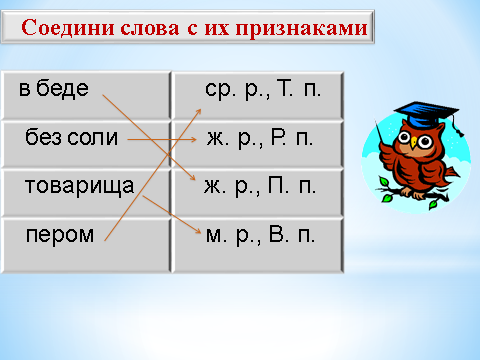 Соедини слова с их признаками
в беде ср. р., Т. п.
без соли ж. р., Р. п.
товарища ж. р., П. п.
пером м. р., В. п.